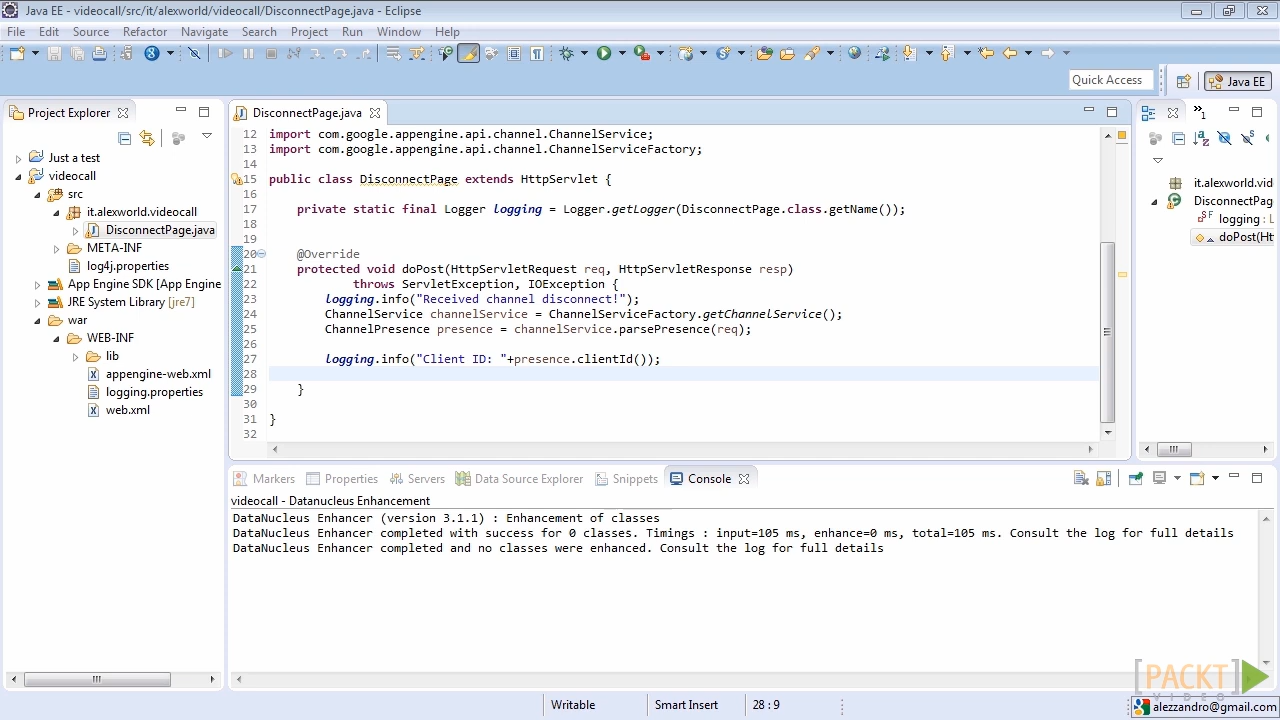 Java EE - videocall/src/it/alexworld/videocall/DisconnectPage.java - Eclipse
File Edit Source Refactor Navigate Search Project Run Window Help
Quick Access
Java EE
Project Explorer
Just a test
videocall
src
it.alexworld.videocall
DisconnectPage.java
META-INF
log4j.properties
App Engine SDK [App Engine
JRE System Library [jre7]
war
WEB-INF
lib
appengine-web.xml
logging.properties
web.xml
DisconnectPage.java
12 import com.google.appengine.api.channel.ChannelService;
13 import com.google.appengine.api.channel.ChannelServiceFactory;
14
15 public class DisconnectPage extends HttpServlet {
16
17 private static final Logger logging = Logger.getLogger(DisconnectPage.class.getName());
18
19
20 @Override
21 protected void doPost(HttpServletRequest req, HttpServletResponse resp)
22 throws ServletException, IOException {
23 logging.info("Received channel disconnect!");
24 ChannelService channelService = ChannelServiceFactory.getChannelService();
25 ChannelPresence presence = channelService.parsePresence(req);
26
27 logging.info("Client ID: "+presence.clientId());
28
29 }
30
31 }
32
1
it.alexworld.vid
DisconnectPag
logging : L
doPost(Ht
Markers Properties Servers Data Source Explorer Snippets Console
videocall - Datanucleus Enhancement
DataNucleus Enhancer (version 3.1.1) : Enhancement of classes
DataNucleus Enhancer completed with success for 0 classes. Timings : input=105 ms, enhance=0 ms, total=105 ms. Consult the log for full details
DataNucleus Enhancer completed and no classes were enhanced. Consult the log for full details
[PACKT]
VIDEO
Writable Smart Insert 28 : 9
alezzandro@gmail.com